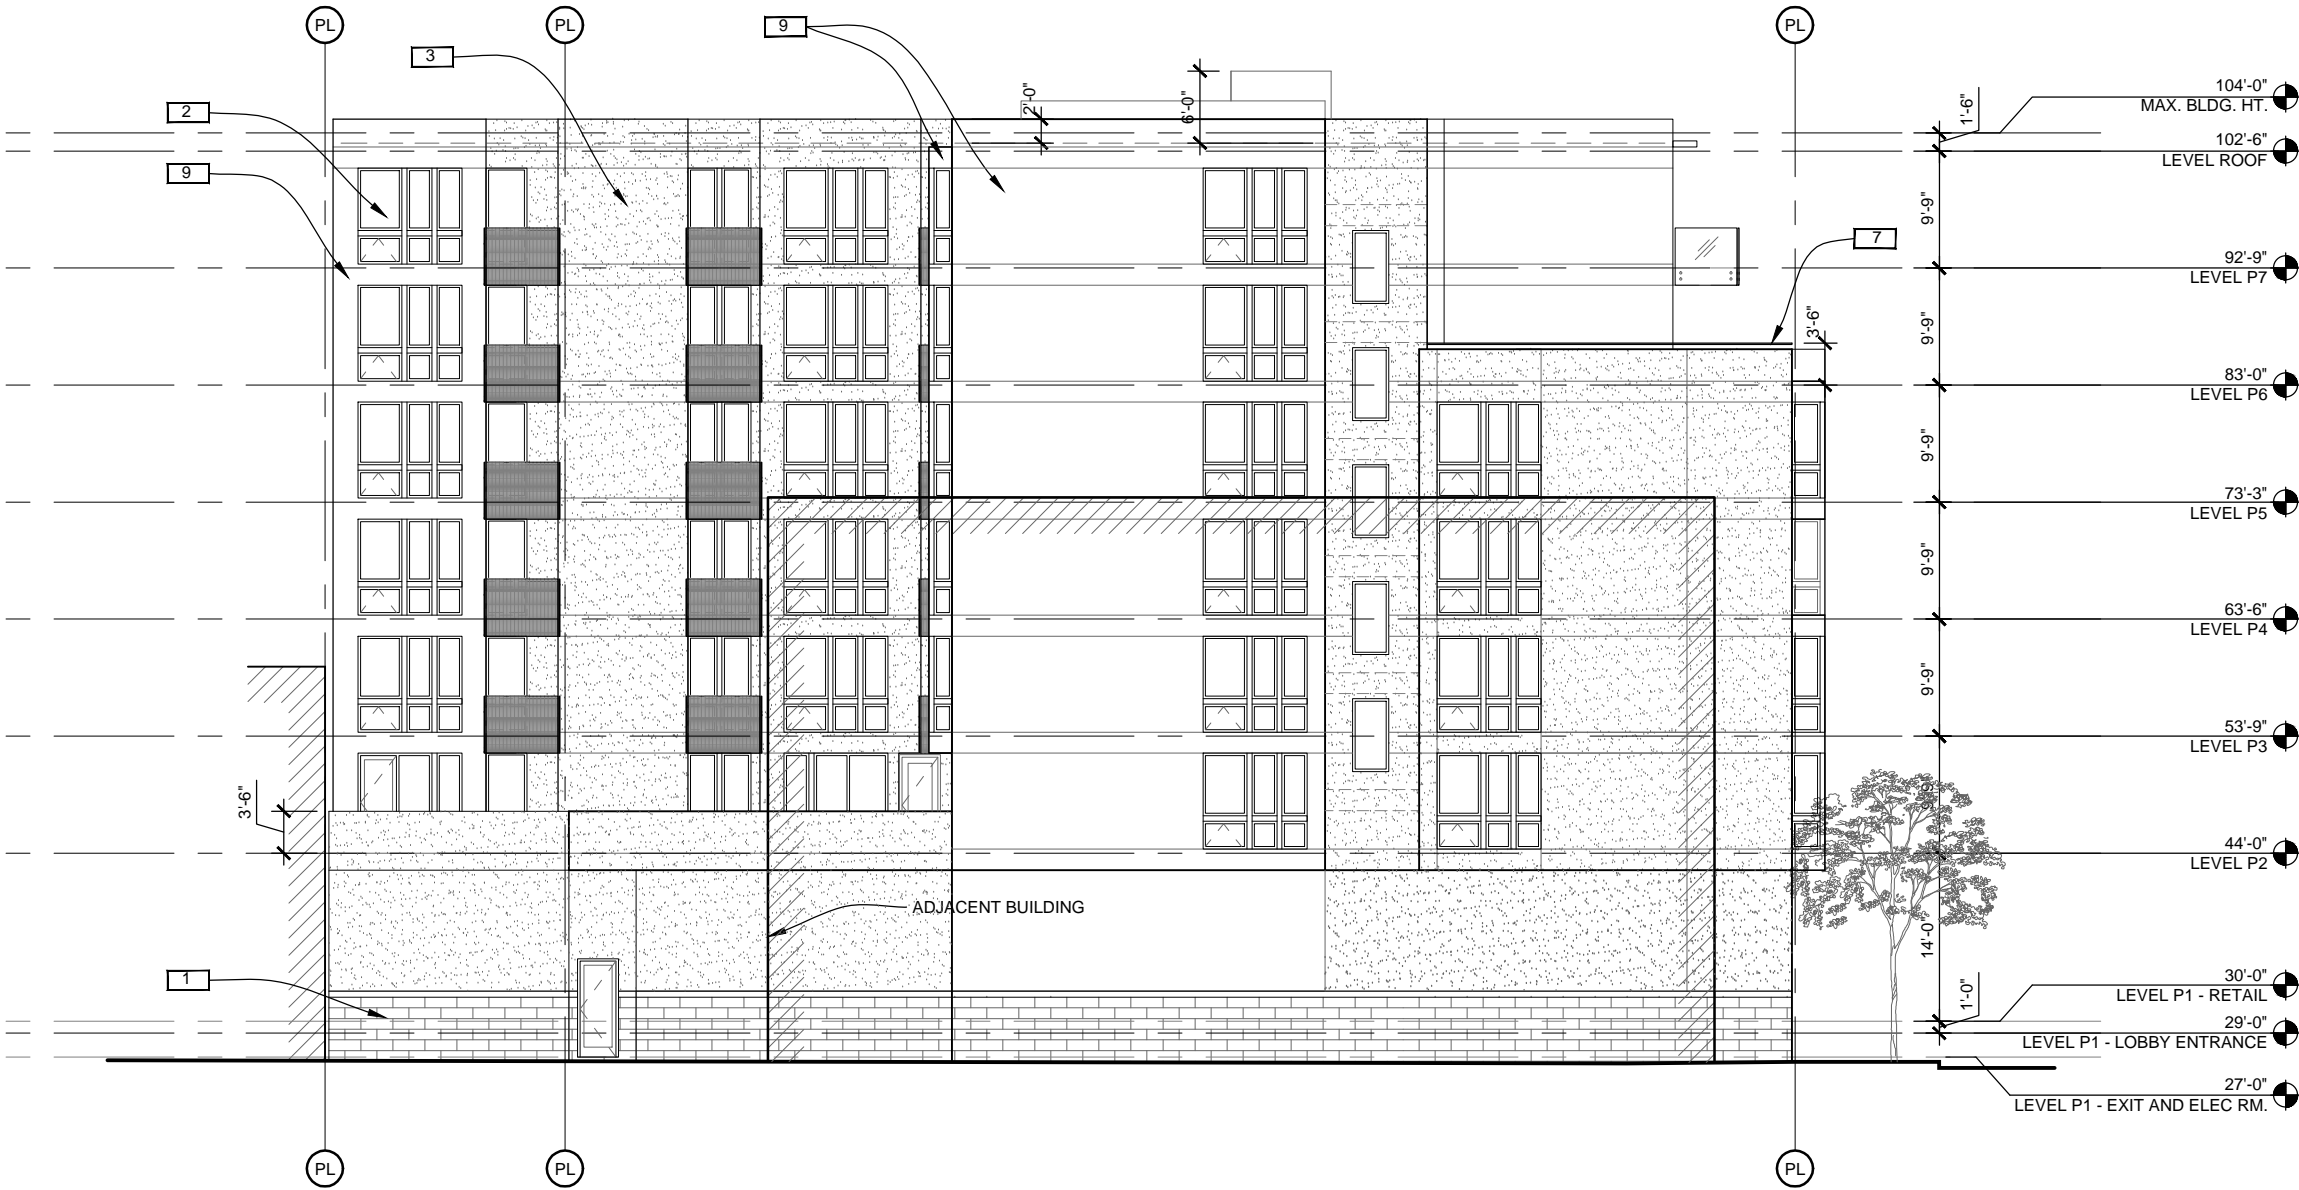 PL
PL
PL
9
3
2
9
2'-0"
6'-0"
1'-6"
104'-0"
MAX. BLDG. HT.
102'-6"
LEVEL ROOF
9'-9"
7
92'-9"
LEVEL P7
3'-6"
9'-9"
83'-0"
LEVEL P6
9'-9"
73'-3"
LEVEL P5
9'-9"
63'-6"
LEVEL P4
9'-9"
53'-9"
LEVEL P3
3'-6"
9'-9"
44'-0"
LEVEL P2
ADJACENT BUILDING
14'-0"
1
1'-0"
30'-0"
LEVEL P1 - RETAIL
29'-0"
LEVEL P1 - LOBBY ENTRANCE
27'-0"
LEVEL P1 - EXIT AND ELEC RM.
PL
PL
PL